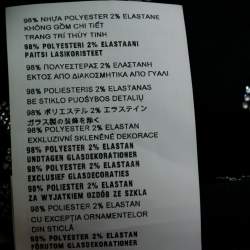 98% NHỰA POLYESTER 2% ELASTANE
KHÔNG GỒM CHI TIẾT
TRANG TRÍ THỦY TINH
98% POLYESTERI 2% ELASTAANI
PAITSI LASIKORISTEET
98% ΠΟΛΥΕΣΤΕΡΑΣ 2% ΕΛΑΣΤΑΝΗ
ΕΚΤΟΣ ΑΠΟ ΔΙΑΚΟΣΜΗΤΙΚΑ ΑΠΟ ΓΥΑΛΙ
98% POLIESTERIS 2% ELASTANAS
BE STIKLO PUOŠYBOS DETALIŲ
98% ポリエステル 2% エラステイン
ガラス製の装飾を除く
98% POLYESTER 2% ELASTAN
EXKLUZIVNÍ SKLENĚNÉ DEKORACE
98% POLYESTER 2% ELASTAN
UNDTAGEN GLASDEKORATIONER
98% POLYESTER 2% ELASTAAN
EXCLUSIEF GLASDECORATIES
98% POLIESTER 2% ELASTAN
ZA WYJĄTKIEM OZDÓB ZE SZKŁA
98% POLIESTER 2% ELASTAN
CU EXCEPȚIA ORNAMENTELOR
DIN STICLĂ
98% POLYESTER 2% ELASTAN
FÖRUTOM GLASDEKORATIONER